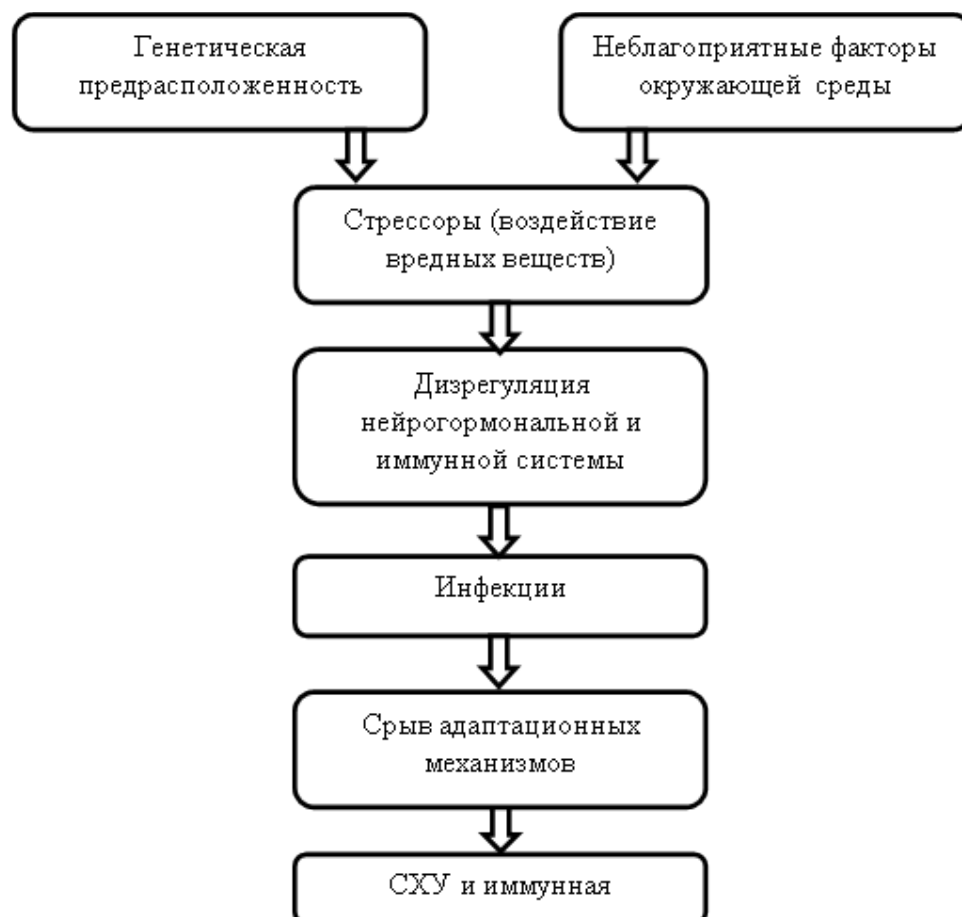 Генетическая
предрасположенность
Неблагоприятные факторы
окружающей среды
Стрессоры (воздействие
вредных веществ)
Дизрегуляция
нейрогормональной и
иммунной системы
Инфекции
Срыв адаптационных
механизмов
СХУ и иммунная